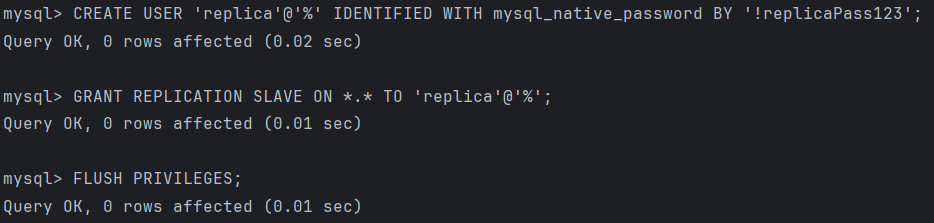 mysql> CREATE USER 'replica'@'%' IDENTIFIED WITH mysql_native_password BY '!replicaPass123';
Query OK, 0 rows affected (0.02 sec)
mysql> GRANT REPLICATION SLAVE ON *.* TO 'replica'@'%';
Query OK, 0 rows affected (0.01 sec)
mysql> FLUSH PRIVILEGES;
Query OK, 0 rows affected (0.01 sec)